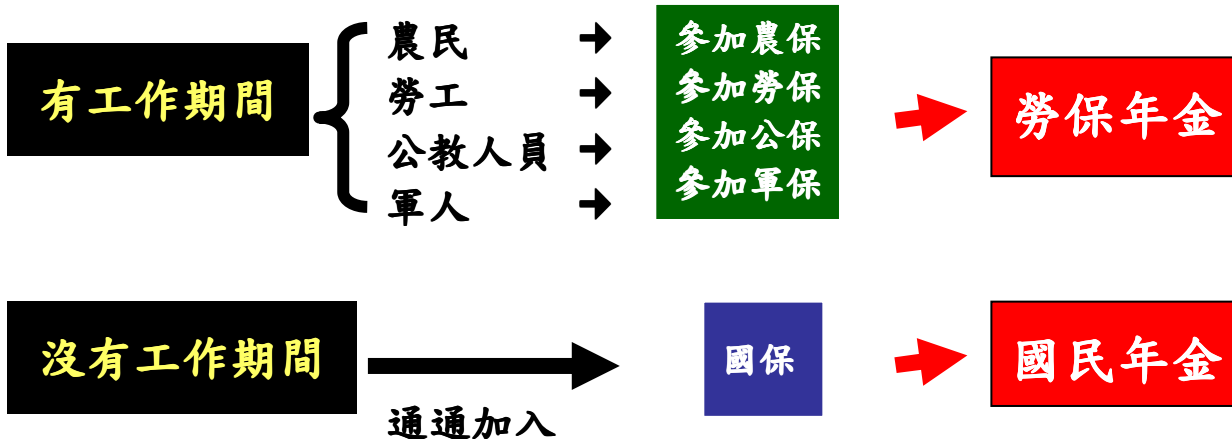 有工作期間
農民 → 參加農保
勞工 → 參加勞保
公教人員 → 參加公保
軍人 → 參加軍保
勞保年金
沒有工作期間
通通加入
國保
國民年金